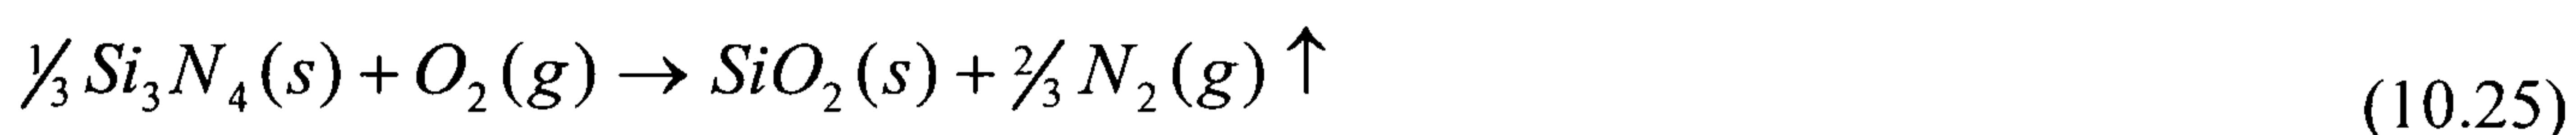 ⅓ Si₃N₄(s) + O₂(g) → SiO₂(s) + ⅔ N₂(g) ↑ (10.25)